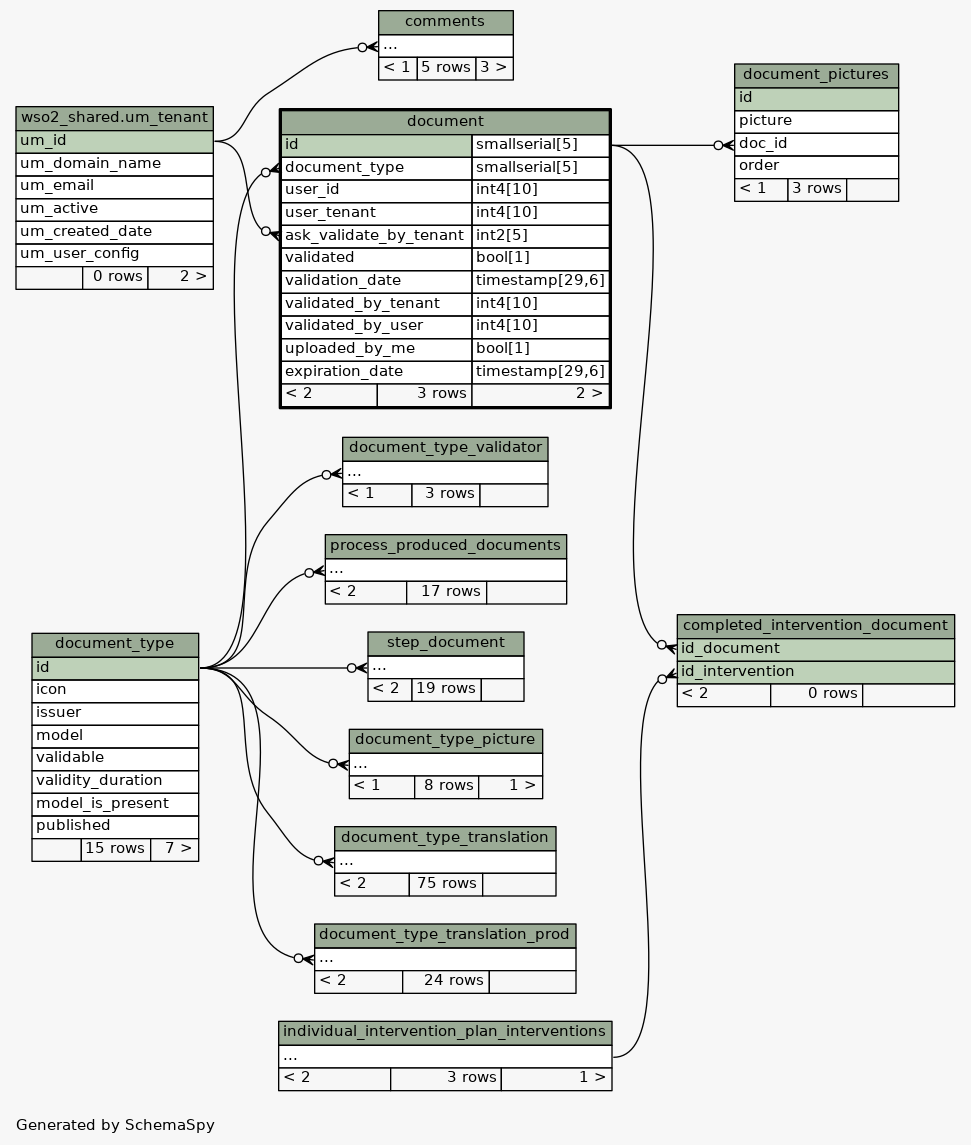 comments
...
< 1 5 rows 3 >
document_pictures
id
picture
doc_id
order
< 1 3 rows
wso2_shared.um_tenant
um_id
um_domain_name
um_email
um_active
um_created_date
um_user_config
0 rows 2 >
document
id smallserial[5]
document_type smallserial[5]
user_id int4[10]
user_tenant int4[10]
ask_validate_by_tenant int2[5]
validated bool[1]
validation_date timestamp[29,6]
validated_by_tenant int4[10]
validated_by_user int4[10]
uploaded_by_me bool[1]
expiration_date timestamp[29,6]
< 2 3 rows 2 >
document_type_validator
...
< 1 3 rows
process_produced_documents
...
< 2 17 rows
document_type
id
icon
issuer
model
validable
validity_duration
model_is_present
published
15 rows 7 >
step_document
...
< 2 19 rows
completed_intervention_document
id_document
id_intervention
< 2 0 rows
document_type_picture
...
< 1 8 rows 1 >
document_type_translation
...
< 2 75 rows
document_type_translation_prod
...
< 2 24 rows
individual_intervention_plan_interventions
...
< 2 3 rows 1 >
Generated by SchemaSpy